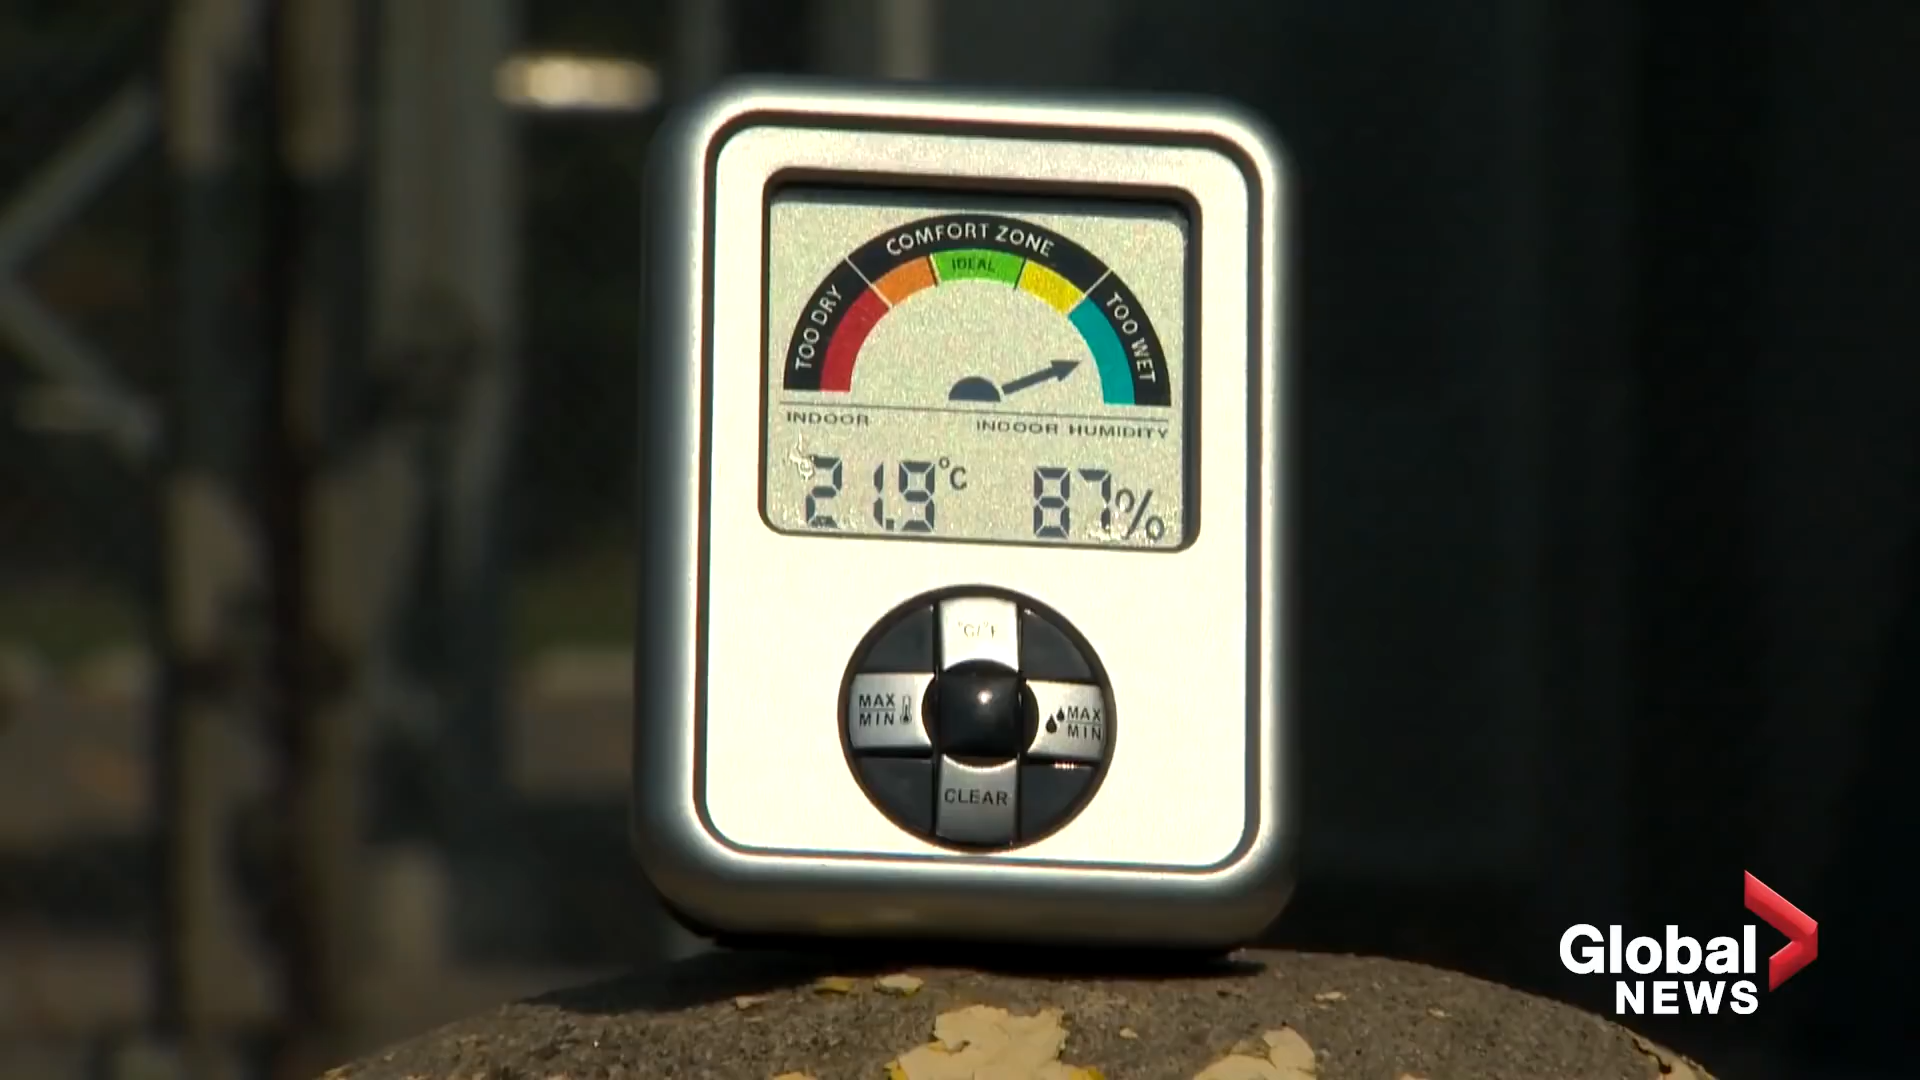 COMFORT ZONE
IDEAL
TOO DRY
TOO WET
INDOOR
INDOOR HUMIDITY
21.9°C
87%
°C/°F
MAX
MIN
MAX
MIN
CLEAR
Global
NEWS